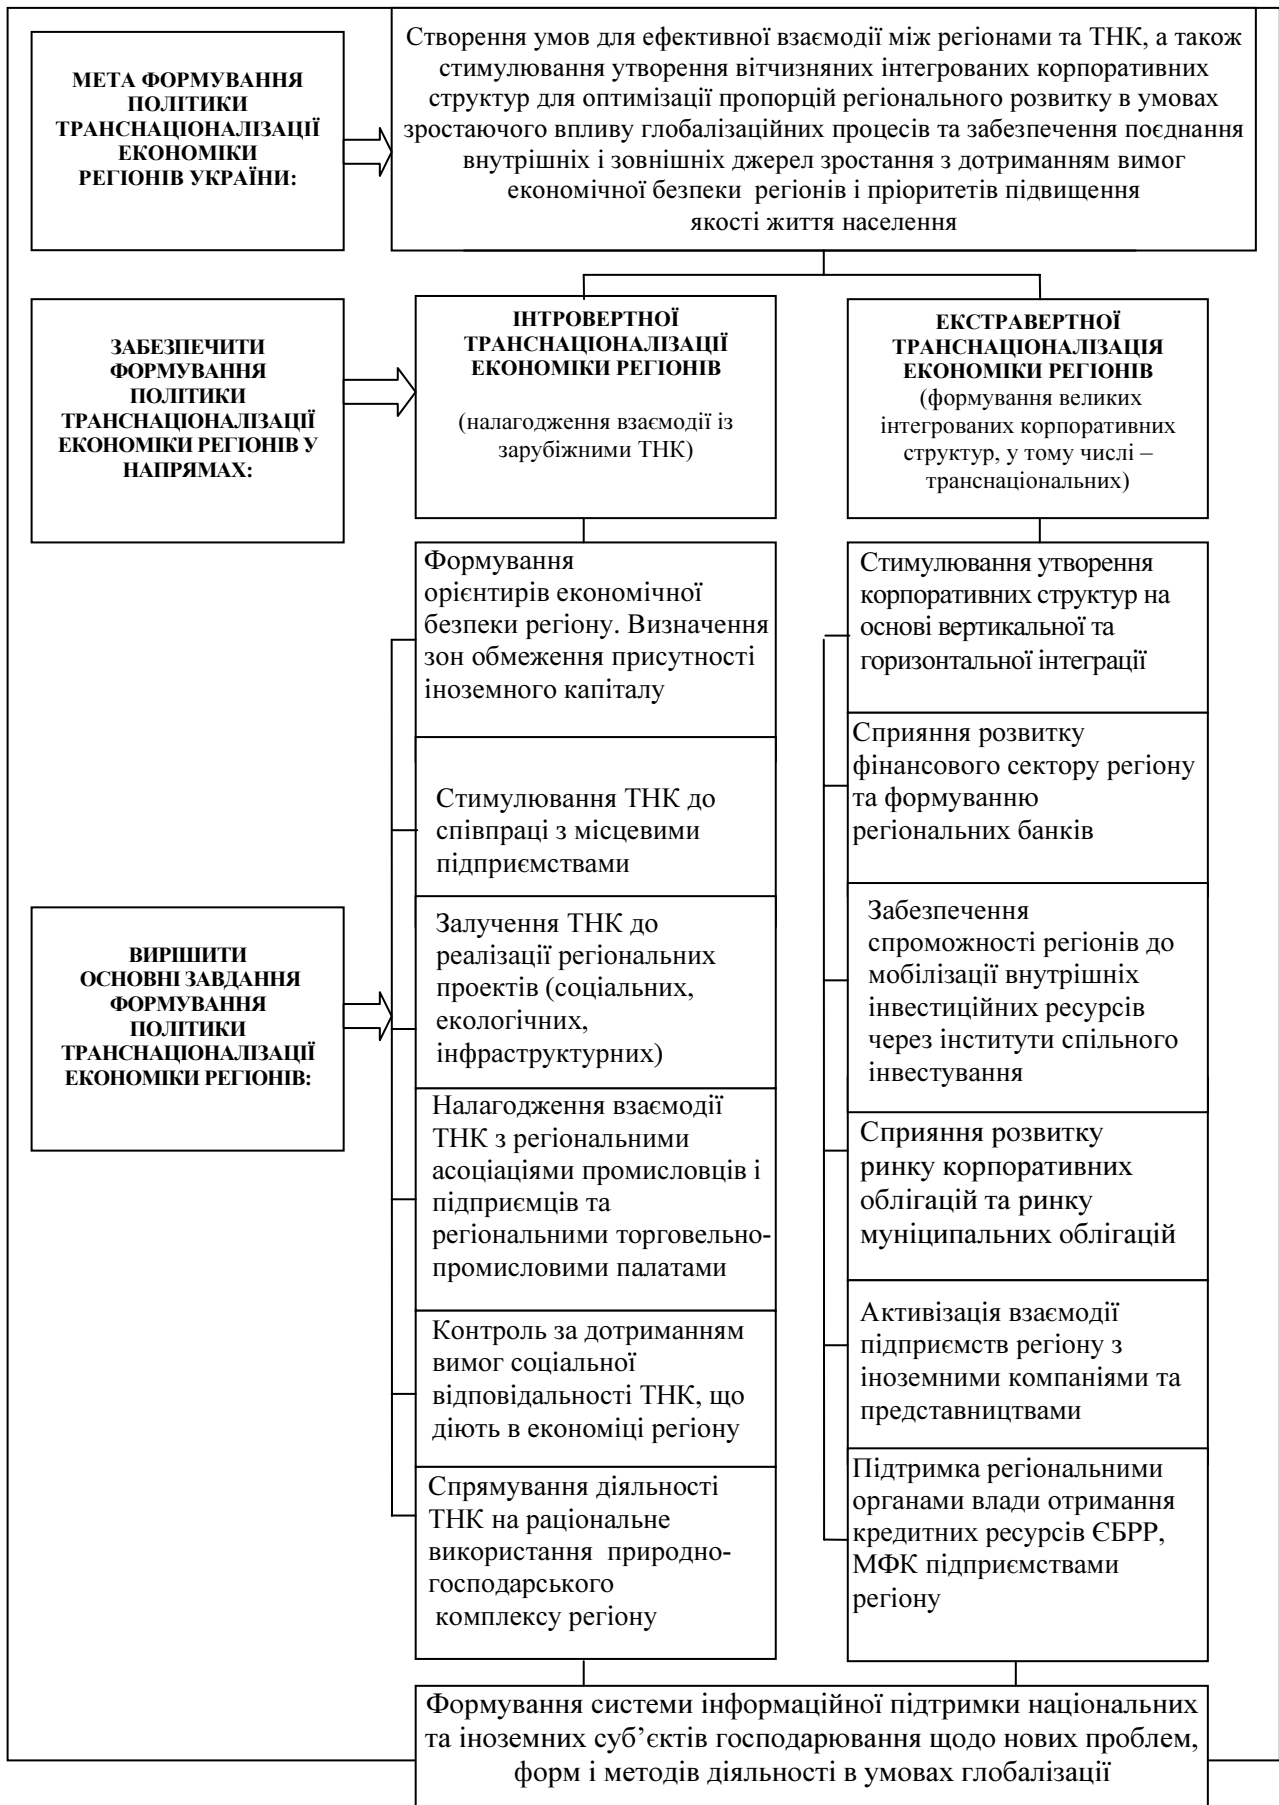 МЕТА ФОРМУВАННЯ
ПОЛІТИКИ
ТРАНСНАЦІОНАЛІЗАЦІЇ
ЕКОНОМІКИ
РЕГІОНІВ УКРАЇНИ:
Створення умов для ефективної взаємодії між регіонами та ТНК, а також
стимулювання утворення вітчизняних інтегрованих корпоративних
структур для оптимізації пропорцій регіонального розвитку в умовах
зростаючого впливу глобалізаційних процесів та забезпечення поєднання
внутрішніх і зовнішніх джерел зростання з дотриманням вимог
економічної безпеки регіонів і пріоритетів підвищення
якості життя населення
ЗАБЕЗПЕЧИТИ
ФОРМУВАННЯ
ПОЛІТИКИ
ТРАНСНАЦІОНАЛІЗАЦІЇ
ЕКОНОМІКИ РЕГІОНІВ У
НАПРЯМАХ:
ІНТРОВЕРТНОЇ
ТРАНСНАЦІОНАЛІЗАЦІЇ
ЕКОНОМІКИ РЕГІОНІВ
(налагодження взаємодії із
зарубіжними ТНК)
ЕКСТРАВЕРТНОЇ
ТРАНСНАЦІОНАЛІЗАЦІЯ
ЕКОНОМІКИ РЕГІОНІВ
(формування великих
інтегрованих корпоративних
структур, у тому числі –
транснаціональних)
ВИРІШИТИ
ОСНОВНІ ЗАВДАННЯ
ФОРМУВАННЯ
ПОЛІТИКИ
ТРАНСНАЦІОНАЛІЗАЦІЇ
ЕКОНОМІКИ РЕГІОНІВ:
Формування
орієнтирів економічної
безпеки регіону. Визначення
зон обмеження присутності
іноземного капіталу
Стимулювання ТНК до
співпраці з місцевими
підприємствами
Залучення ТНК до
реалізації регіональних
проектів (соціальних,
екологічних,
інфраструктурних)
Налагодження взаємодії
ТНК з регіональними
асоціаціями промисловців і
підприємців та
регіональними торговельно-
промисловими палатами
Контроль за дотриманням
вимог соціальної
відповідальності ТНК, що
діють в економіці регіону
Спрямування діяльності
ТНК на раціональне
використання природно-
господарського
комплексу регіону
Стимулювання утворення
корпоративних структур на
основі вертикальної та
горизонтальної інтеграції
Сприяння розвитку
фінансового сектору регіону
та формуванню
регіональних банків
Забезпечення
спроможності регіонів до
мобілізації внутрішніх
інвестиційних ресурсів
через інститути спільного
інвестування
Сприяння розвитку
ринку корпоративних
облігацій та ринку
муніципальних облігацій
Активізація взаємодії
підприємств регіону з
іноземними компаніями та
представництвами
Підтримка регіональними
органами влади отримання
кредитних ресурсів ЄБРР,
МФК підприємствами
регіону
Формування системи інформаційної підтримки національних
та іноземних суб’єктів господарювання щодо нових проблем,
форм і методів діяльності в умовах глобалізації